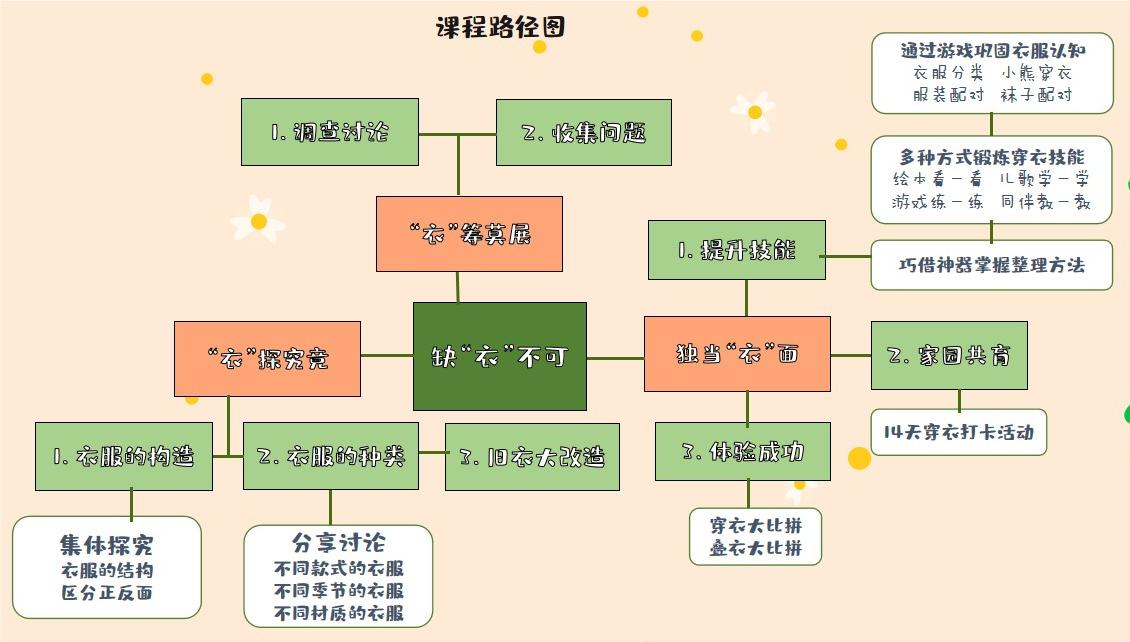 课程路径图
通过游戏巩固衣服认知
衣服分类 小熊穿衣
服装配对 袜子配对
1. 调查讨论
2. 收集问题
多种方式锻炼穿衣技能
绘本看一看 儿歌学一学
游戏练一练 同伴教一教
“衣”筹莫展
1. 提升技能
巧借神器掌握整理方法
“衣”探究竟
缺“衣”不可
独当“衣”面
2. 家园共育
14天穿衣打卡活动
1. 衣服的构造
2. 衣服的种类
3. 旧衣大改造
3. 体验成功
集体探究
衣服的结构
区分正反面
分享讨论
不同款式的衣服
不同季节的衣服
不同材质的衣服
穿衣大比拼
叠衣大比拼